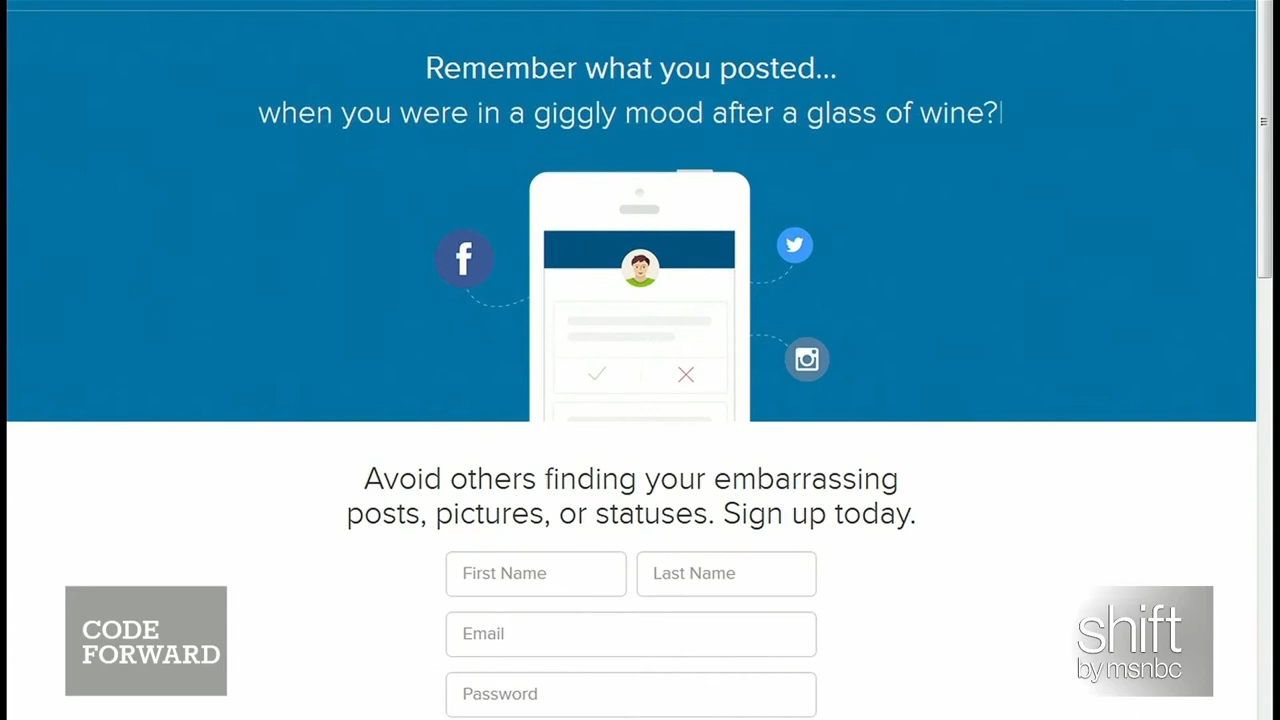 Remember what you posted...
when you were in a giggly mood after a glass of wine?
Avoid others finding your embarrassing
posts, pictures, or statuses. Sign up today.
First Name
Last Name
Email
Password
CODE
FORWARD
shift
by msnbc